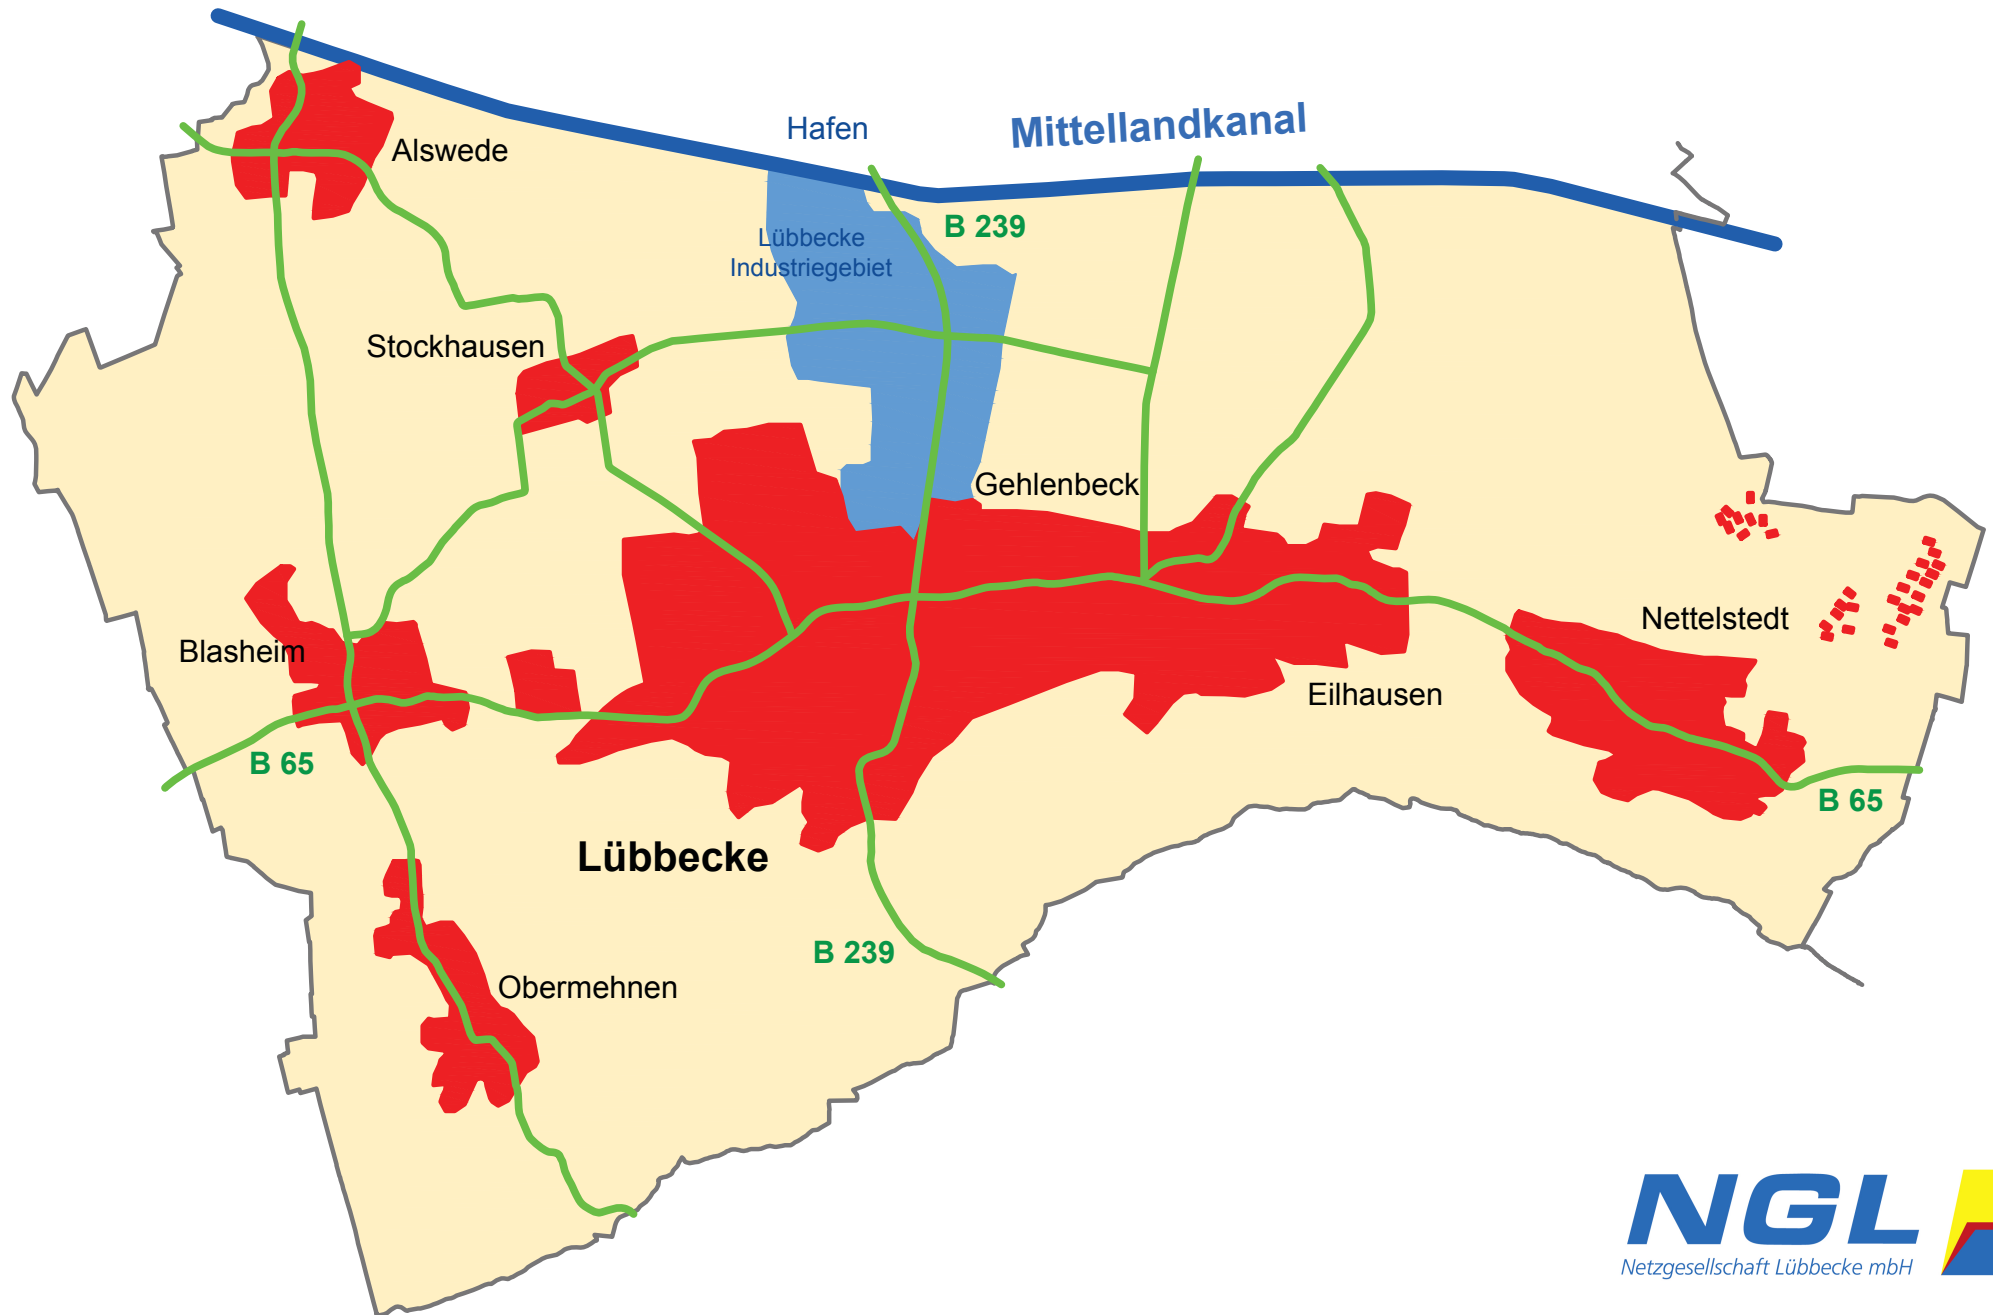 Hafen
Mittellandkanal
Alswede
B 239
Lübbecke
Industriegebiet
Stockhausen
Gehlenbeck
Nettelstedt
Blasheim
Eilhausen
B 65
B 65
Lübbecke
B 239
Obermehnen
NGL
Netzgesellschaft Lübbecke mbH